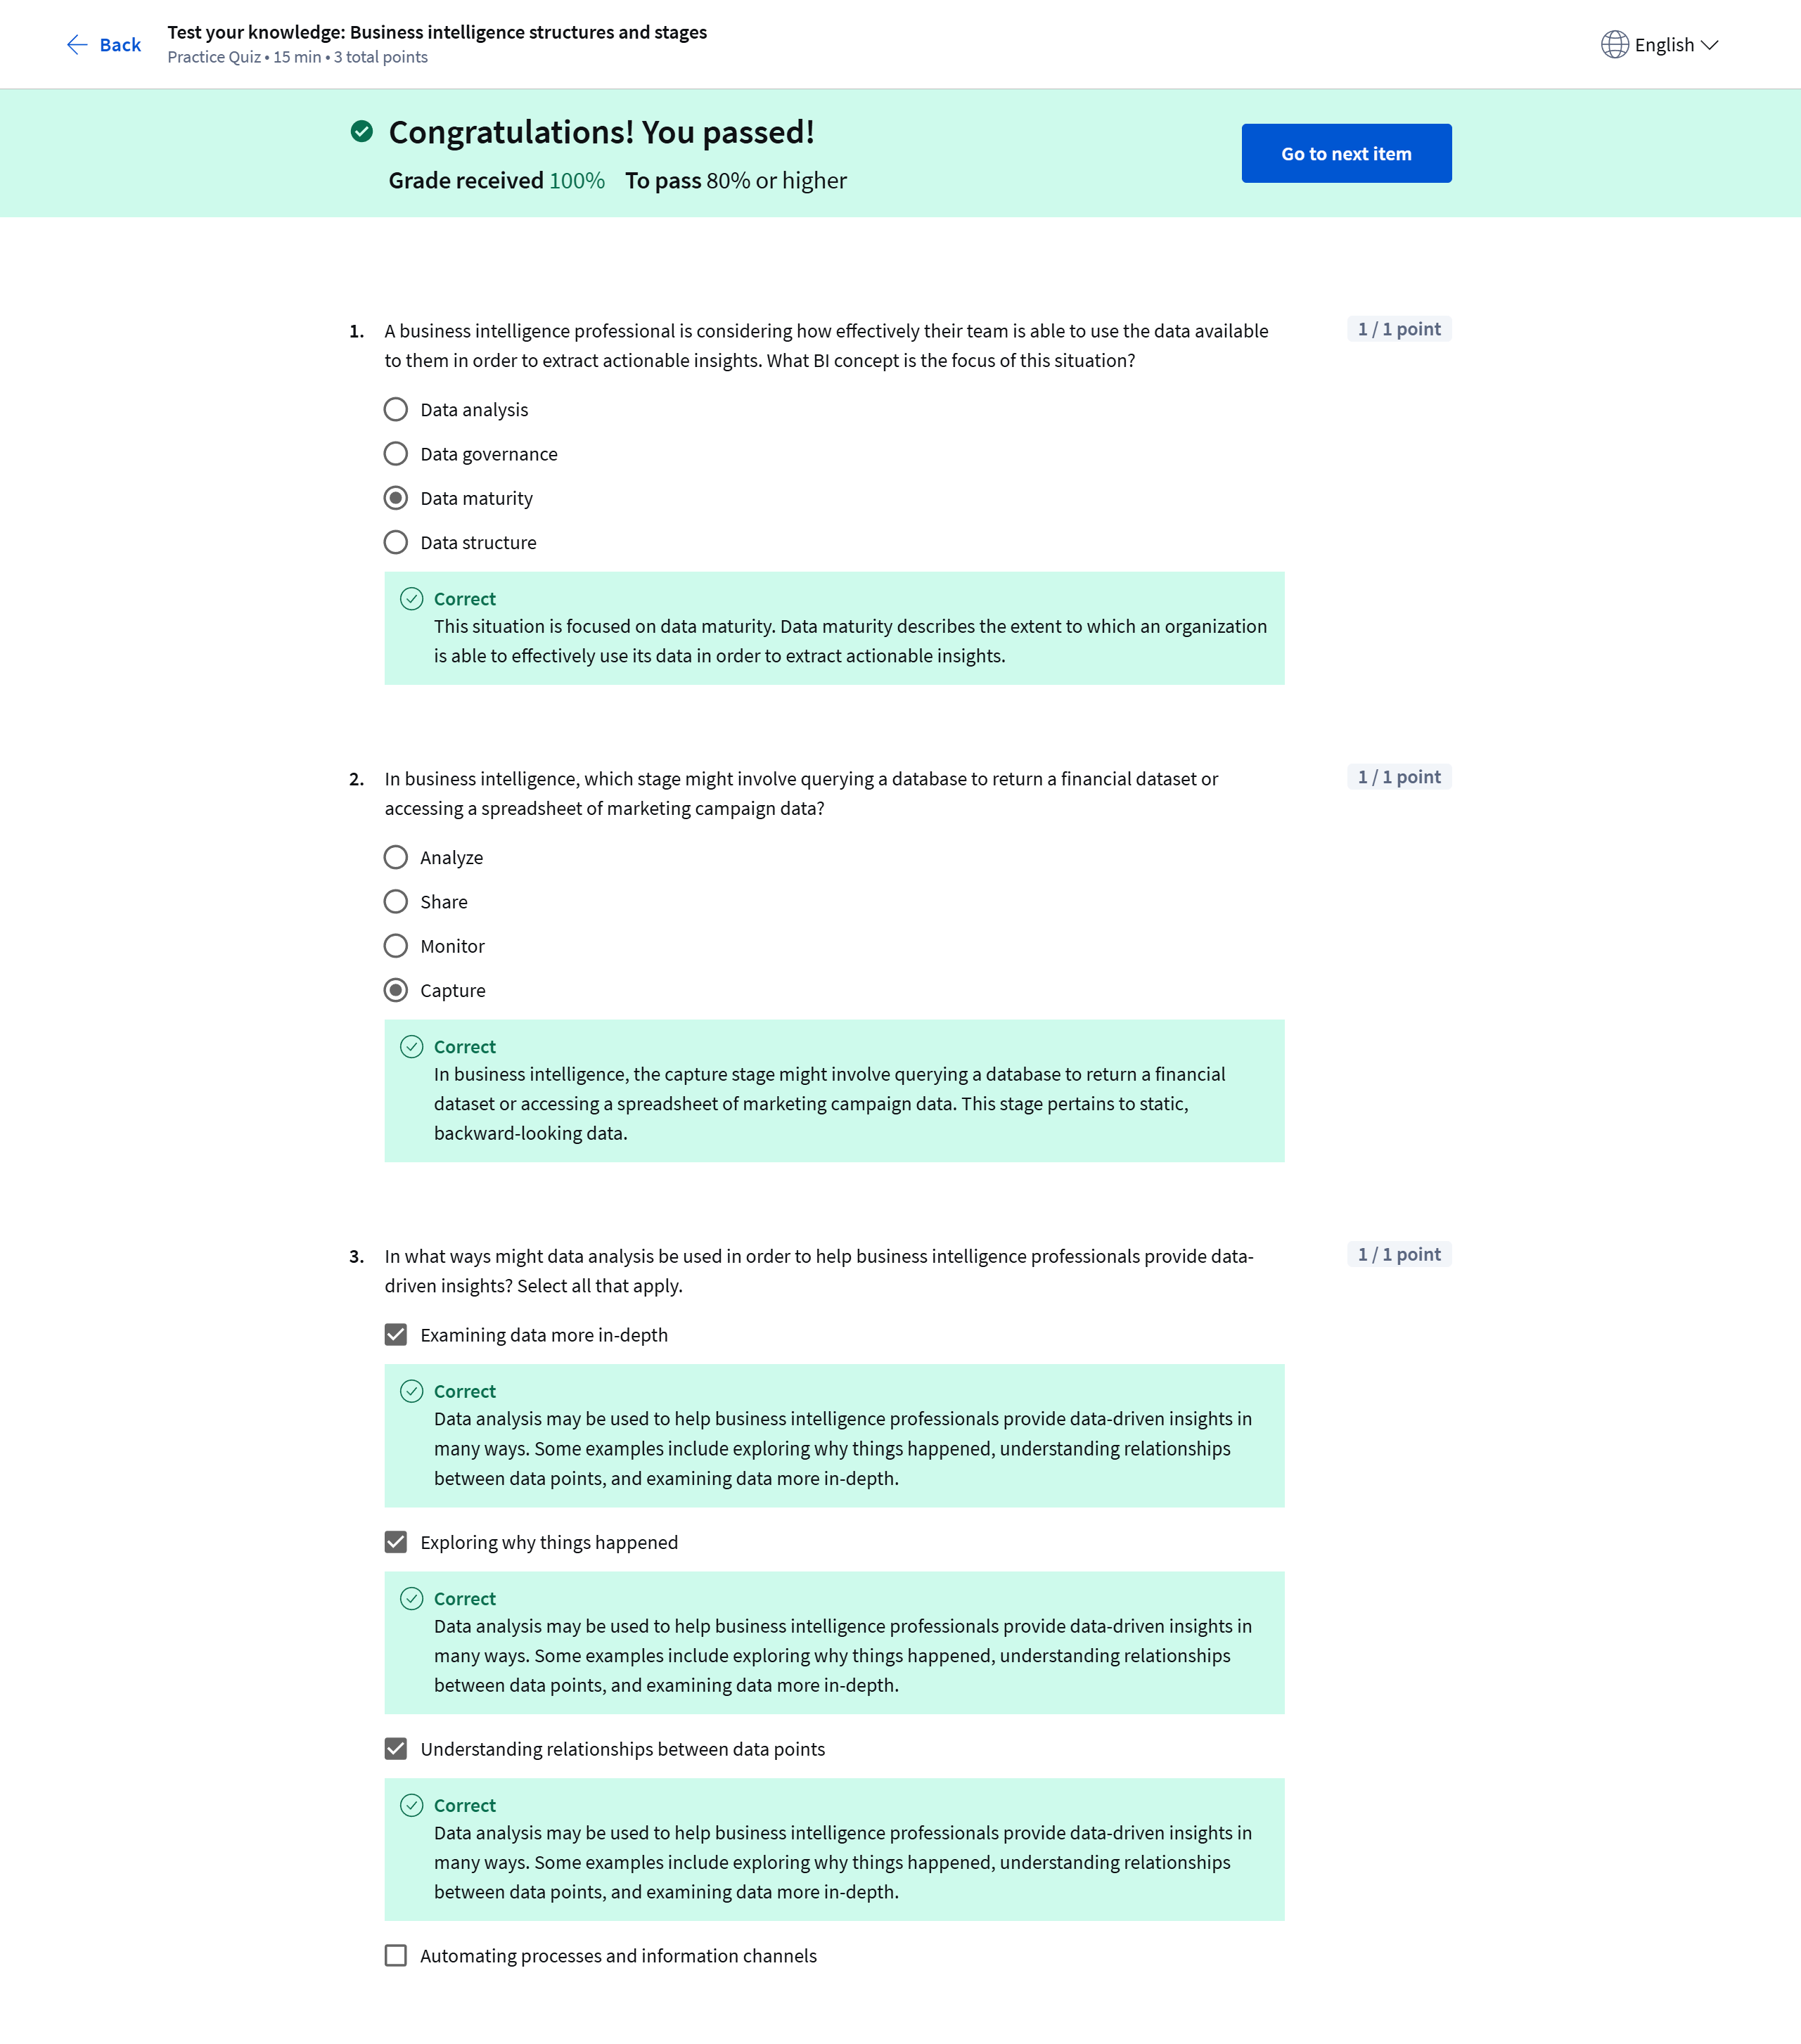 Back
Test your knowledge: Business intelligence structures and stages
Practice Quiz • 15 min • 3 total points
English
Congratulations! You passed!
Grade received 100% To pass 80% or higher
Go to next item
1. A business intelligence professional is considering how effectively their team is able to use the data available
to them in order to extract actionable insights. What BI concept is the focus of this situation?
1 / 1 point
Data analysis
Data governance
Data maturity
Data structure
Correct
This situation is focused on data maturity. Data maturity describes the extent to which an organization
is able to effectively use its data in order to extract actionable insights.
2. In business intelligence, which stage might involve querying a database to return a financial dataset or
accessing a spreadsheet of marketing campaign data?
1 / 1 point
Analyze
Share
Monitor
Capture
Correct
In business intelligence, the capture stage might involve querying a database to return a financial
dataset or accessing a spreadsheet of marketing campaign data. This stage pertains to static,
backward-looking data.
3. In what ways might data analysis be used in order to help business intelligence professionals provide data-
driven insights? Select all that apply.
1 / 1 point
Examining data more in-depth
Correct
Data analysis may be used to help business intelligence professionals provide data-driven insights in
many ways. Some examples include exploring why things happened, understanding relationships
between data points, and examining data more in-depth.
Exploring why things happened
Correct
Data analysis may be used to help business intelligence professionals provide data-driven insights in
many ways. Some examples include exploring why things happened, understanding relationships
between data points, and examining data more in-depth.
Understanding relationships between data points
Correct
Data analysis may be used to help business intelligence professionals provide data-driven insights in
many ways. Some examples include exploring why things happened, understanding relationships
between data points, and examining data more in-depth.
Automating processes and information channels